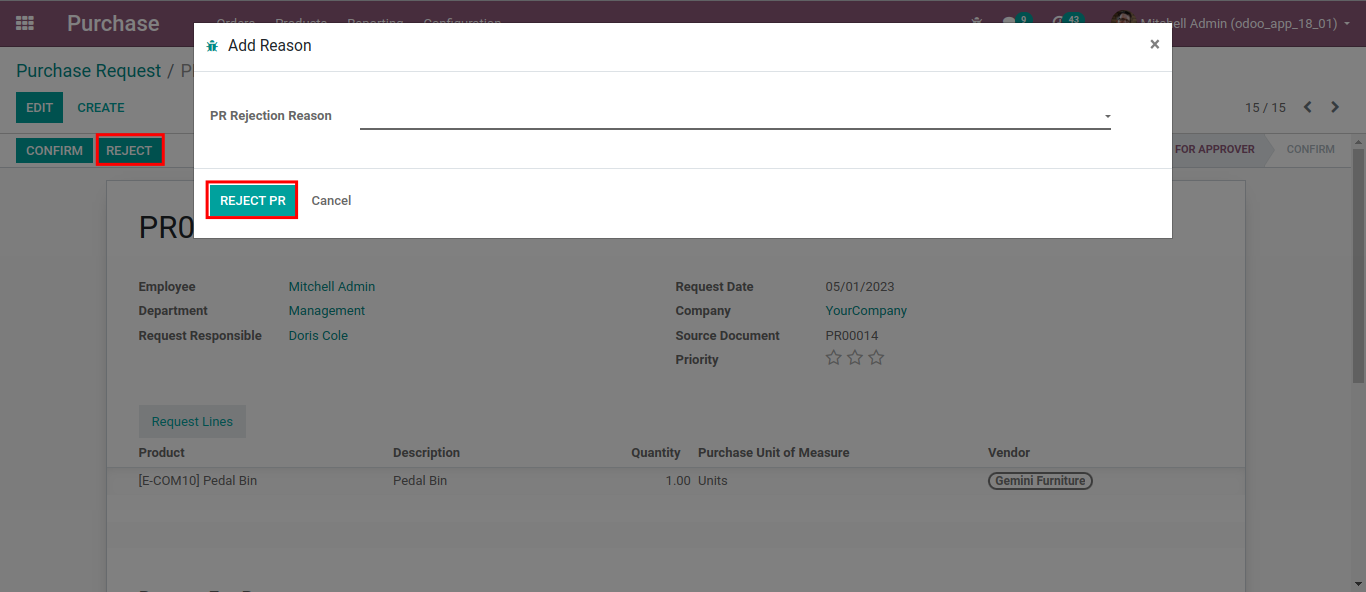 Purchase Orders Products Reporting Configuration 9 43 Mitchell Admin (odoo_app_18_01)
Add Reason ×
Purchase Request / P
EDIT CREATE 15 / 15
PR Rejection Reason
CONFIRM REJECT FOR APPROVER CONFIRM
REJECT PR Cancel
PR0
Employee Mitchell Admin Request Date 05/01/2023
Department Management Company YourCompany
Request Responsible Doris Cole Source Document PR00014
Priority
Request Lines
Product Description Quantity Purchase Unit of Measure Vendor
[E-COM10] Pedal Bin Pedal Bin 1.00 Units Gemini Furniture